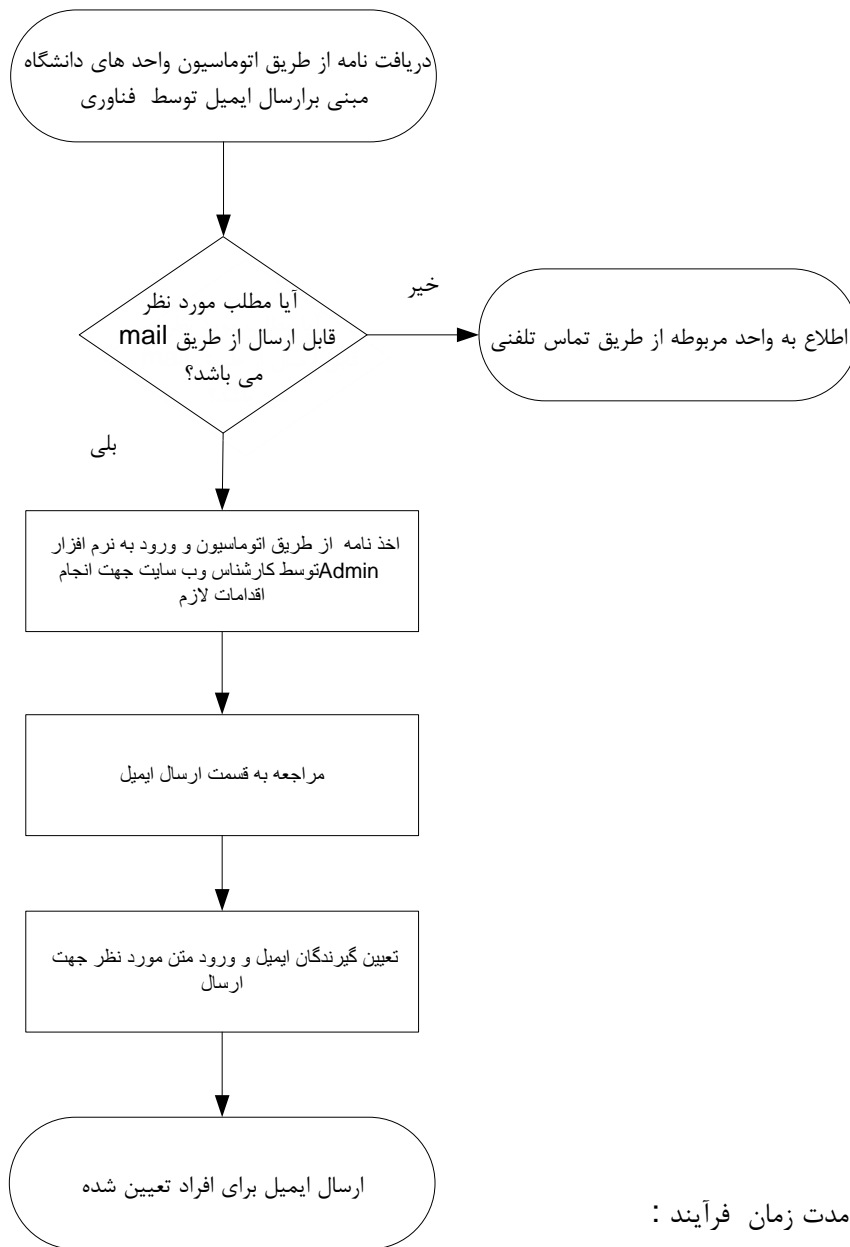 دریافت نامه از طریق اتوماسیون واحد های دانشگاه
مبنی برارسال ایمیل توسط فناوری
آیا مطلب مورد نظر
قابل ارسال از طریق mail
می باشد؟
خیر
اطلاع به واحد مربوطه از طریق تماس تلفنی
بلی
اخذ نامه از طریق اتوماسیون و ورود به نرم افزار
Adminتوسط کارشناس وب سایت جهت انجام
اقدامات لازم
مراجعه به قسمت ارسال ایمیل
تعیین گیرندگان ایمیل و ورود متن مورد نظر جهت
ارسال
ارسال ایمیل برای افراد تعیین شده
مدت زمان فرآیند :